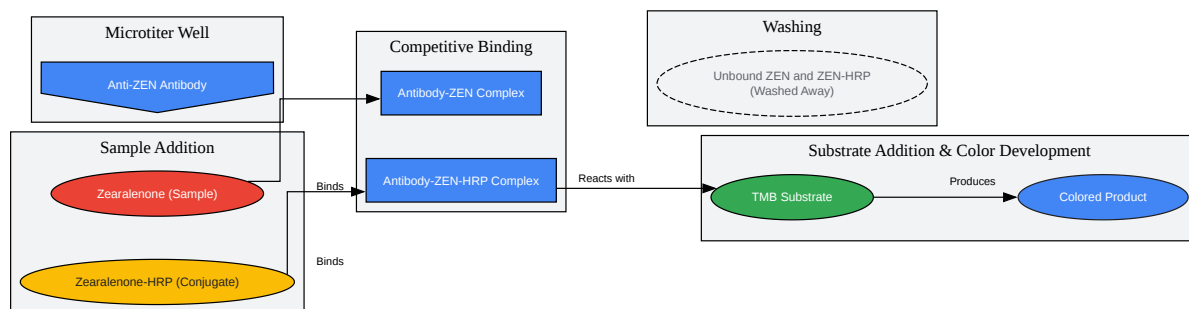 Microtiter Well
Anti-ZEN Antibody
Sample Addition
Zearalenone (Sample)
Zearalenone-HRP (Conjugate)
Binds
Binds
Competitive Binding
Antibody-ZEN Complex
Antibody-ZEN-HRP Complex
Reacts with
Washing
Unbound ZEN and ZEN-HRP
(Washed Away)
Substrate Addition & Color Development
TMB Substrate
Produces
Colored Product